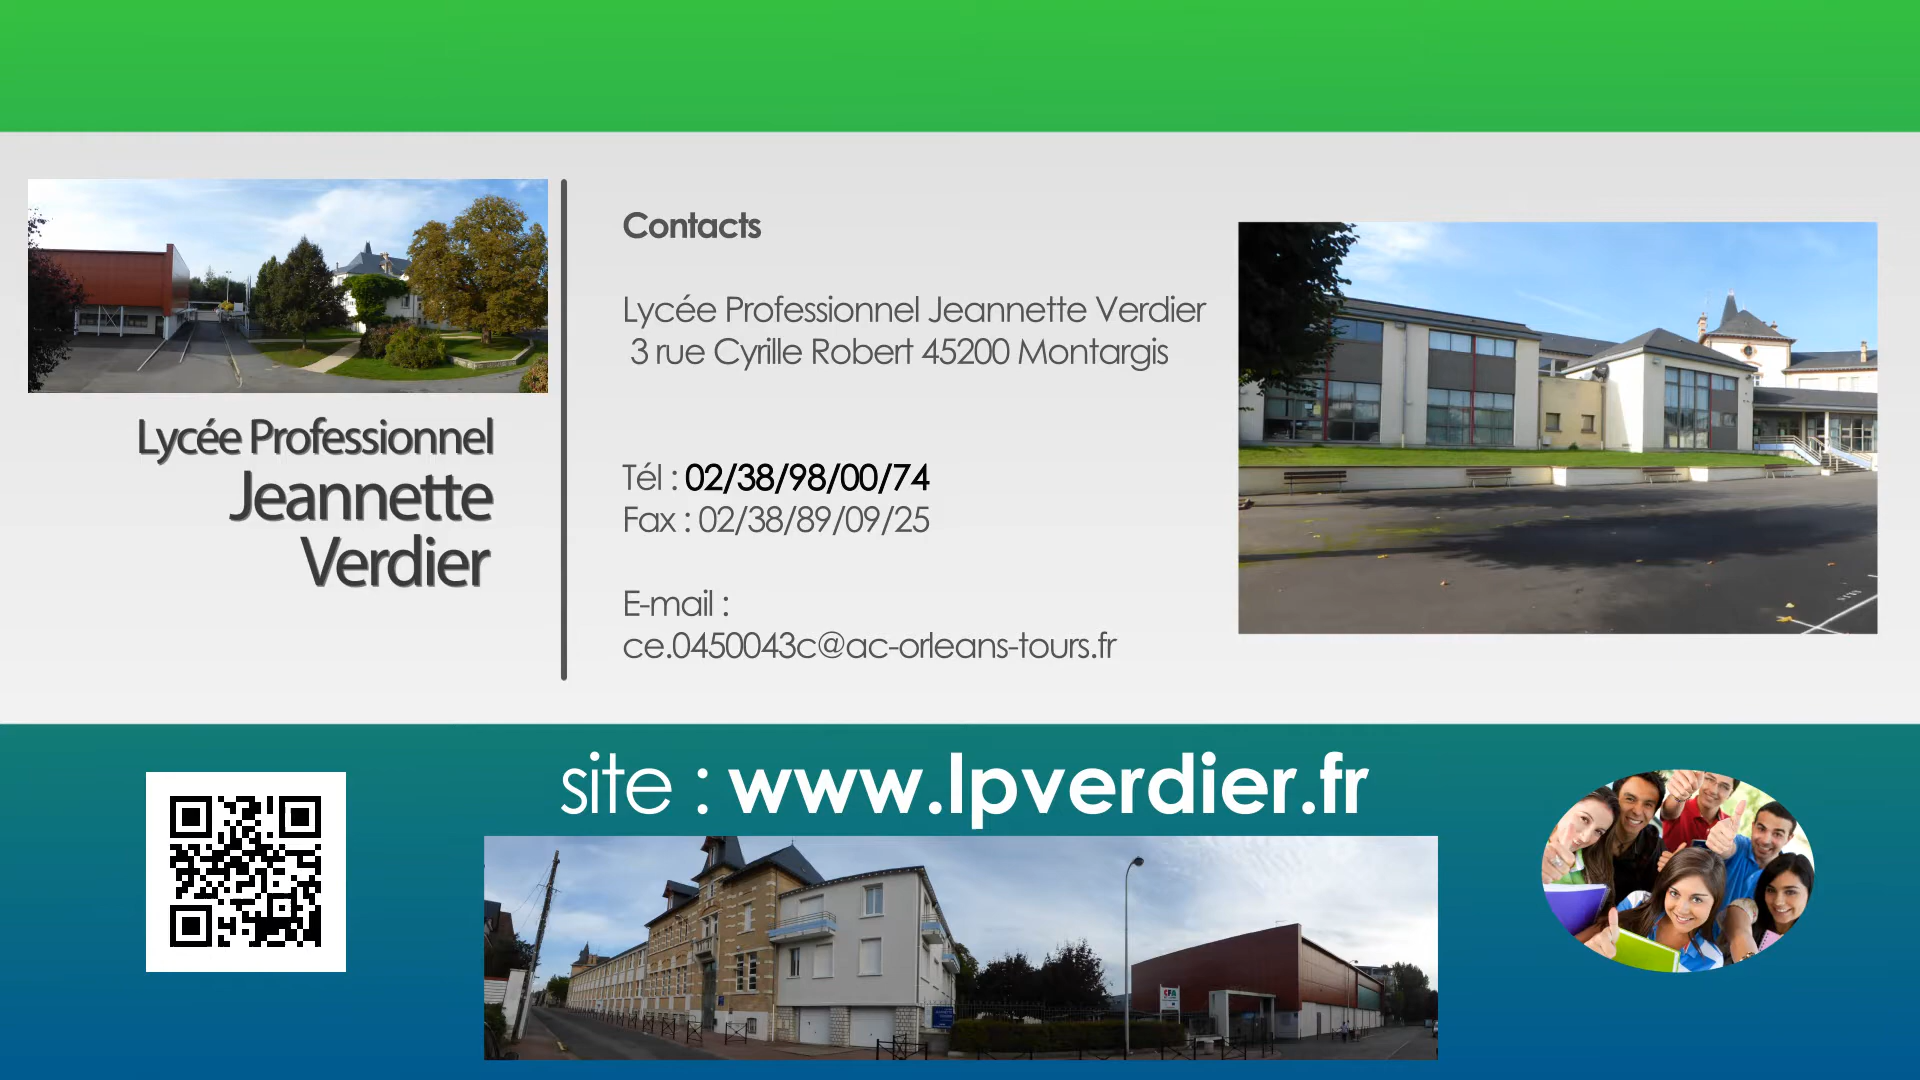 Lycée Professionnel
Jeannette
Verdier
Contacts
Lycée Professionnel Jeannette Verdier
3 rue Cyrille Robert 45200 Montargis
Tél : 02/38/98/00/74
Fax : 02/38/89/09/25
E-mail :
ce.0450043c@ac-orleans-tours.fr
site : www.lpverdier.fr
CFA